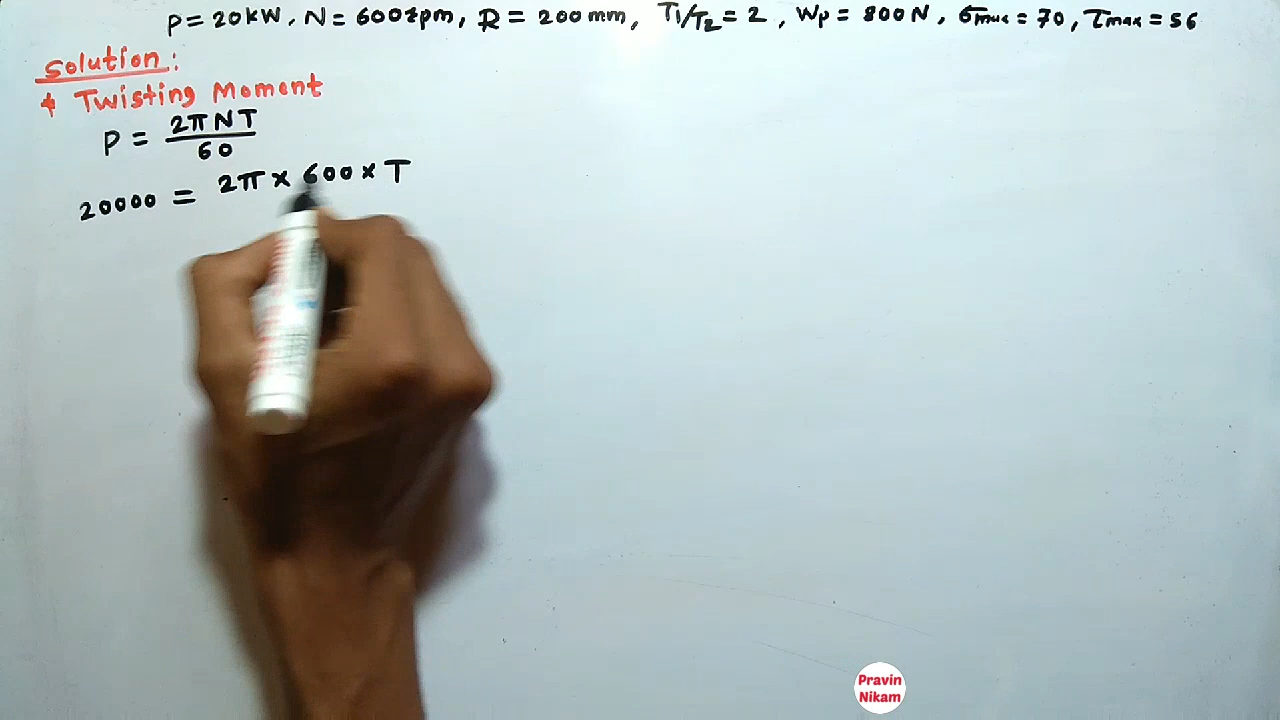 P = 20kW, N = 600rpm, R = 200mm, T1/T2 = 2, Wp = 800N, σmax = 70, τmax = 56
Solution:
* Twisting Moment
P = 2πNT
60
20000 = 2π × 600 × T
Pravin
Nikam